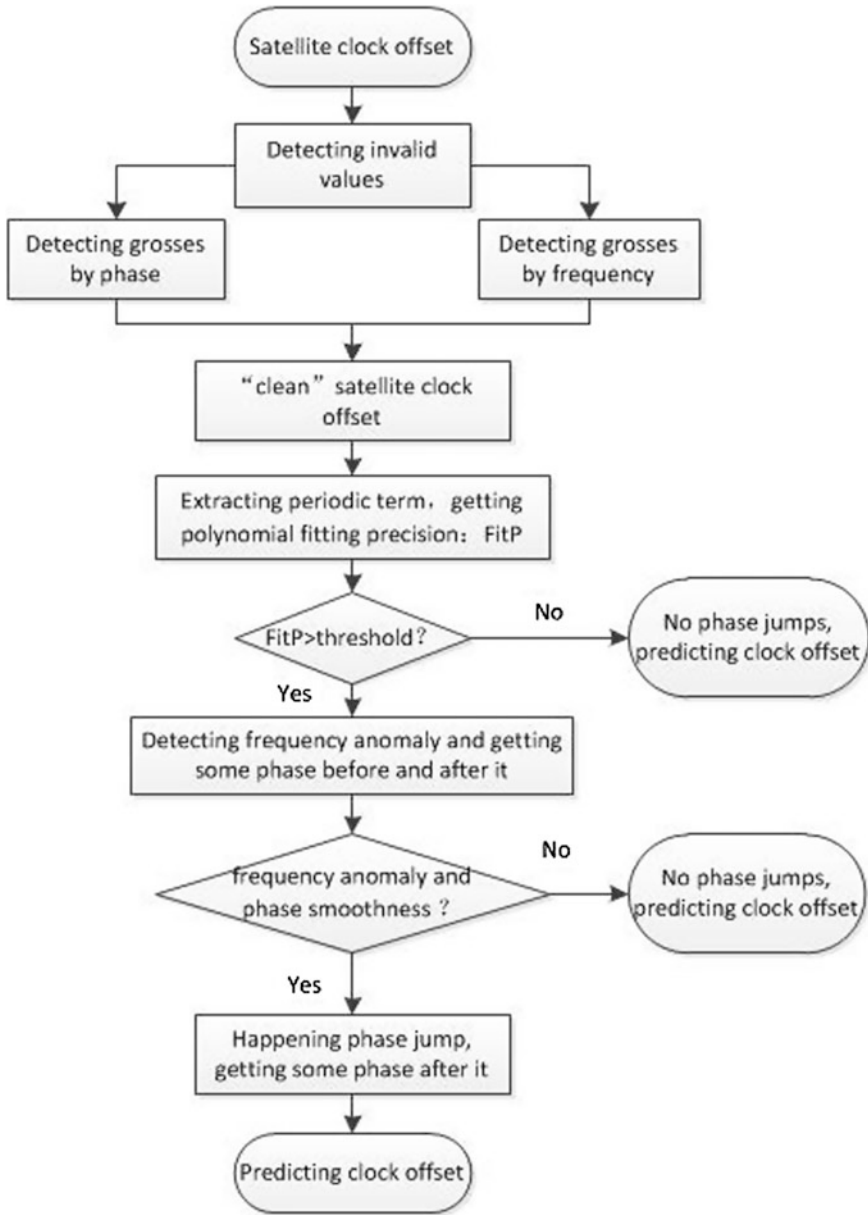 Satellite clock offset
Detecting invalid
values
Detecting grosses
by phase
Detecting grosses
by frequency
“clean” satellite clock
offset
Extracting periodic term，getting
polynomial fitting precision：FitP
FitP>threshold？
No
No phase jumps,
predicting clock offset
Yes
Detecting frequency anomaly and getting
some phase before and after it
frequency anomaly and
phase smoothness？
No
No phase jumps,
predicting clock offset
Yes
Happening phase jump,
getting some phase after it
Predicting clock offset